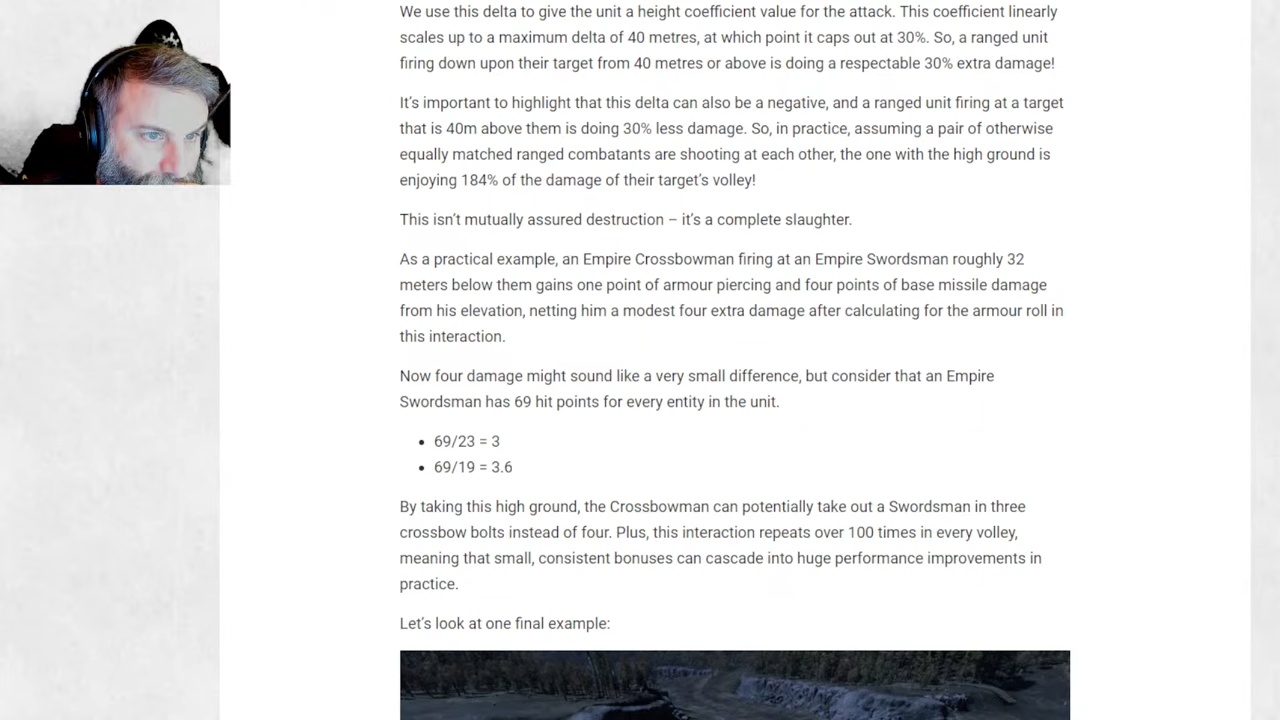 We use this delta to give the unit a height coefficient value for the attack. This coefficient linearly
scales up to a maximum delta of 40 metres, at which point it caps out at 30%. So, a ranged unit
firing down upon their target from 40 metres or above is doing a respectable 30% extra damage!
It’s important to highlight that this delta can also be a negative, and a ranged unit firing at a target
that is 40m above them is doing 30% less damage. So, in practice, assuming a pair of otherwise
equally matched ranged combatants are shooting at each other, the one with the high ground is
enjoying 184% of the damage of their target’s volley!
This isn’t mutually assured destruction – it’s a complete slaughter.
As a practical example, an Empire Crossbowman firing at an Empire Swordsman roughly 32
meters below them gains one point of armour piercing and four points of base missile damage
from his elevation, netting him a modest four extra damage after calculating for the armour roll in
this interaction.
Now four damage might sound like a very small difference, but consider that an Empire
Swordsman has 69 hit points for every entity in the unit.
• 69/23 = 3
• 69/19 = 3.6
By taking this high ground, the Crossbowman can potentially take out a Swordsman in three
crossbow bolts instead of four. Plus, this interaction repeats over 100 times in every volley,
meaning that small, consistent bonuses can cascade into huge performance improvements in
practice.
Let’s look at one final example: